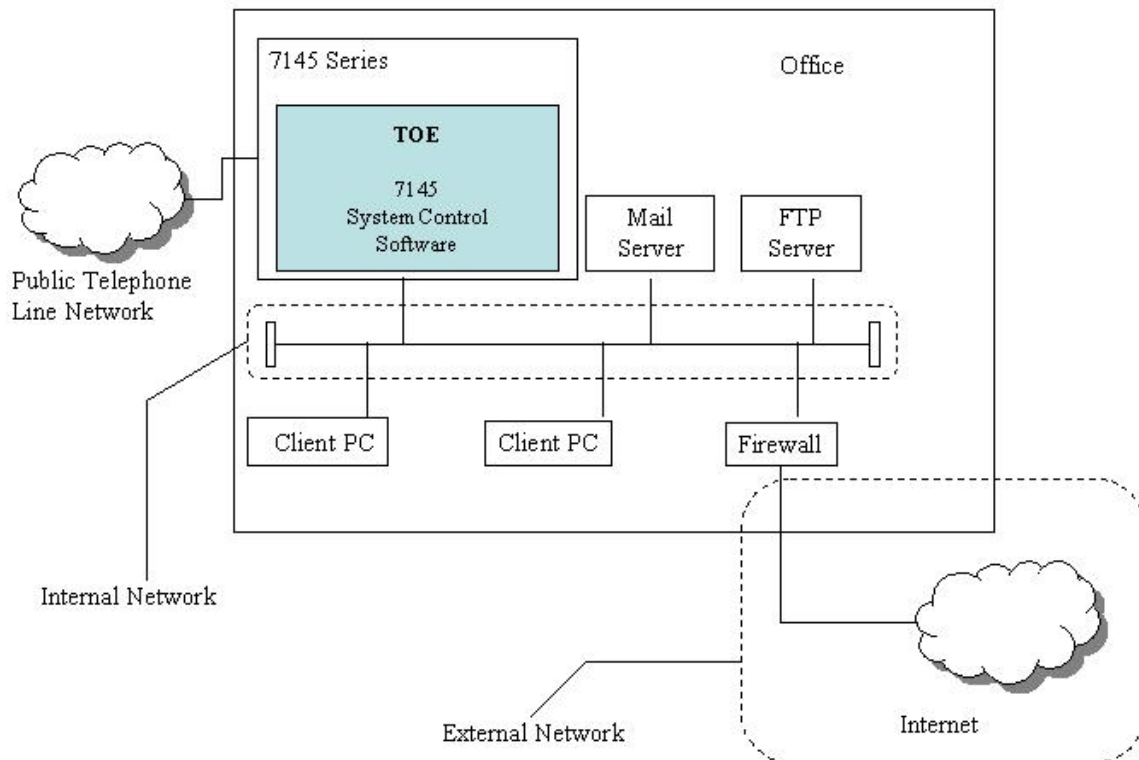 7145 Series
Office
TOE
7145
System Control
Software
Mail
Server
FTP
Server
Public Telephone
Line Network
Client PC
Client PC
Firewall
Internal Network
External Network
Internet